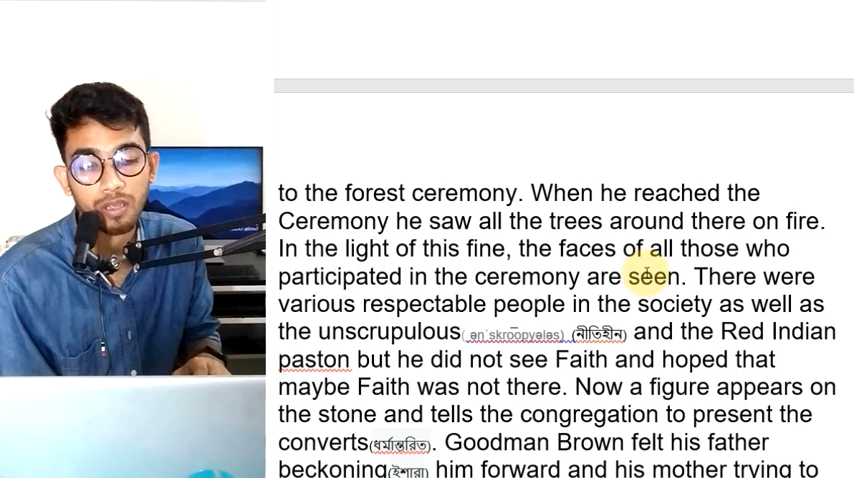 to the forest ceremony. When he reached the
Ceremony he saw all the trees around there on fire.
In the light of this fine, the faces of all those who
participated in the ceremony are seen. There were
various respectable people in the society as well as
the unscrupulous( ˌənˈskro͞opyələs) (নীতিহীন) and the Red Indian
paston but he did not see Faith and hoped that
maybe Faith was not there. Now a figure appears on
the stone and tells the congregation to present the
converts(ধর্মান্তরিত). Goodman Brown felt his father
beckoning(ইশারা) him forward and his mother trying to